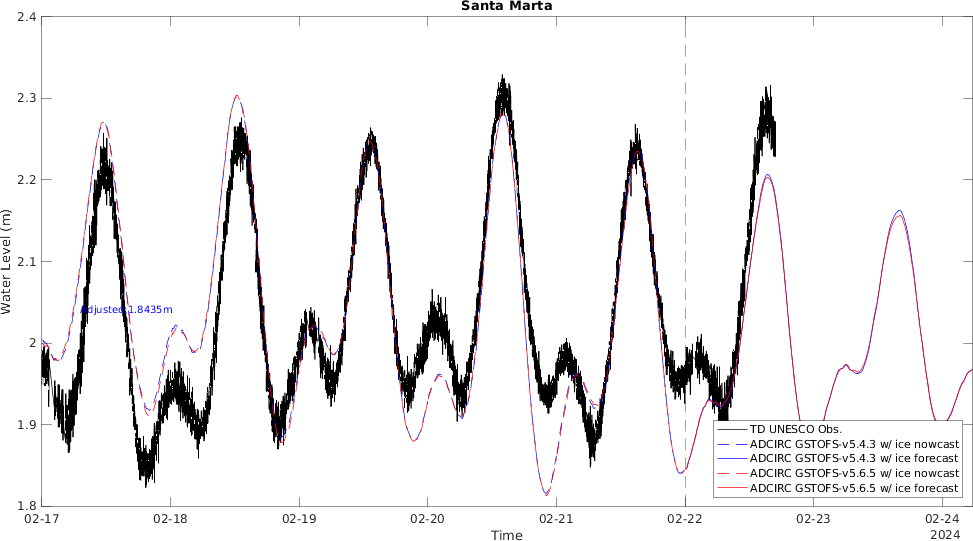 Santa Marta
2.4
2.3
2.2
2.1
2
1.9
1.8
Water Level (m)
Adjusted 1.8435m
TD UNESCO Obs.
ADCIRC GSTOFS-v5.4.3 w/ ice nowcast
ADCIRC GSTOFS-v5.4.3 w/ ice forecast
ADCIRC GSTOFS-v5.6.5 w/ ice nowcast
ADCIRC GSTOFS-v5.6.5 w/ ice forecast
02-17
02-18
02-19
02-20
02-21
02-22
02-23
02-24
Time
2024